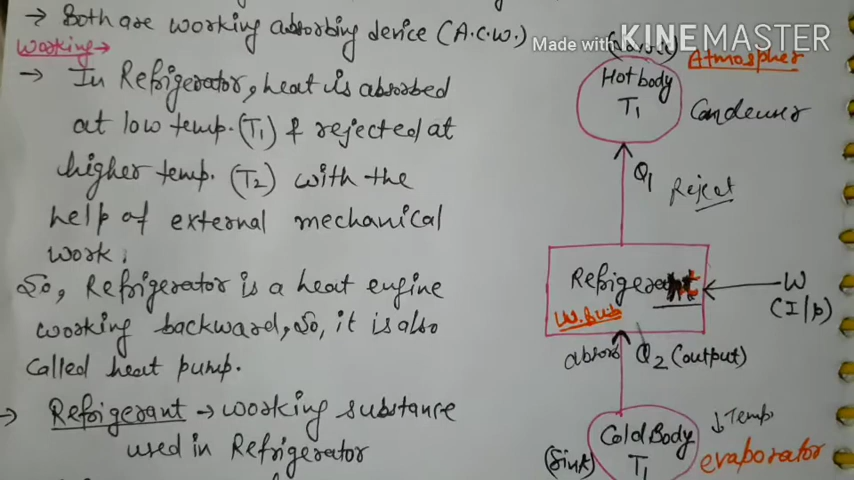 → Both are working absorbing device (A.C.W.)
Working →
→ In Refrigerator, heat is absorbed
at low temp. (T1) & rejected at
higher temp. (T2) with the
help of external mechanical
work.
So, Refrigerator is a heat engine
working backward, So, it is also
Called heat pump.
→ Refrigerant → working substance
used in Refrigerator
Made with KINEMASTER
Atmospher
Hot body
T1
Condenser
Q1
Reject
Refrigerant
W. Sub
W
(I/p)
absorb
Q2 (output)
Cold Body
T1
(Sink)
↓Temp
evaporator